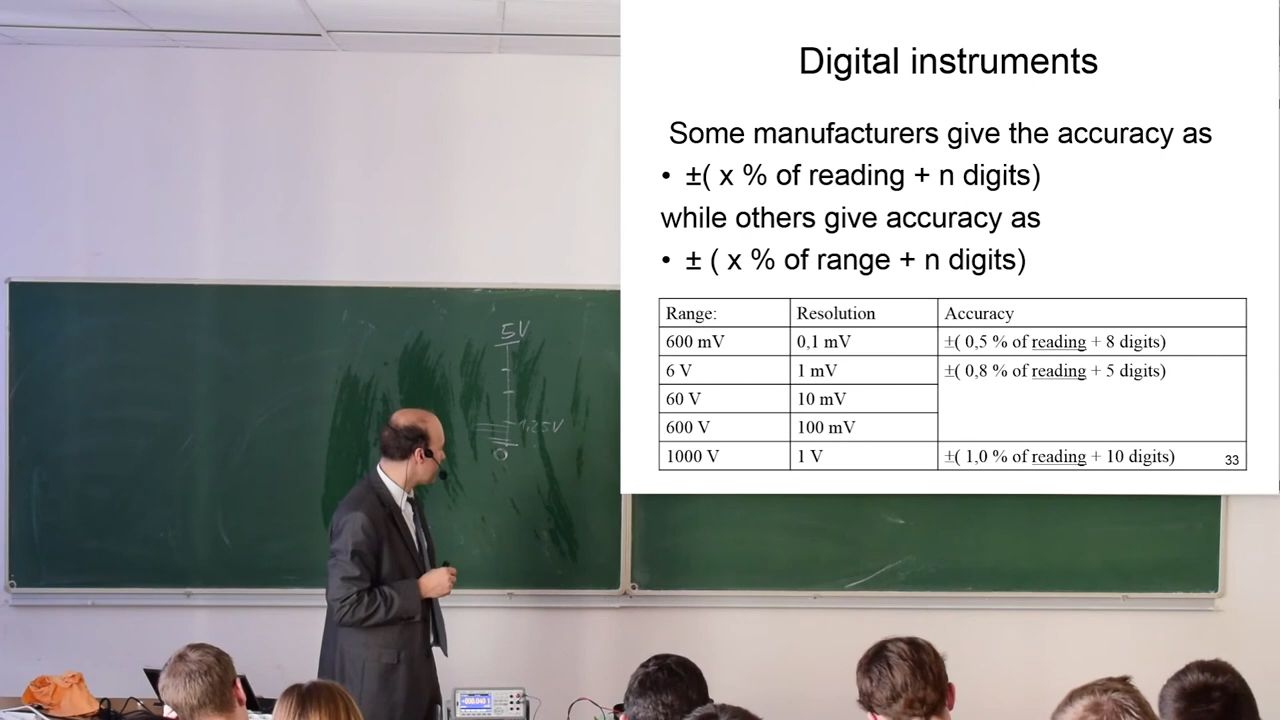 Digital instruments
Some manufacturers give the accuracy as
• ±( x % of reading + n digits)
while others give accuracy as
• ± ( x % of range + n digits)
Range: Resolution Accuracy
600 mV 0,1 mV ±( 0,5 % of reading + 8 digits)
6 V 1 mV ±( 0,8 % of reading + 5 digits)
60 V 10 mV
600 V 100 mV
1000 V 1 V ±( 1,0 % of reading + 10 digits)
33
5V
1.25V
0